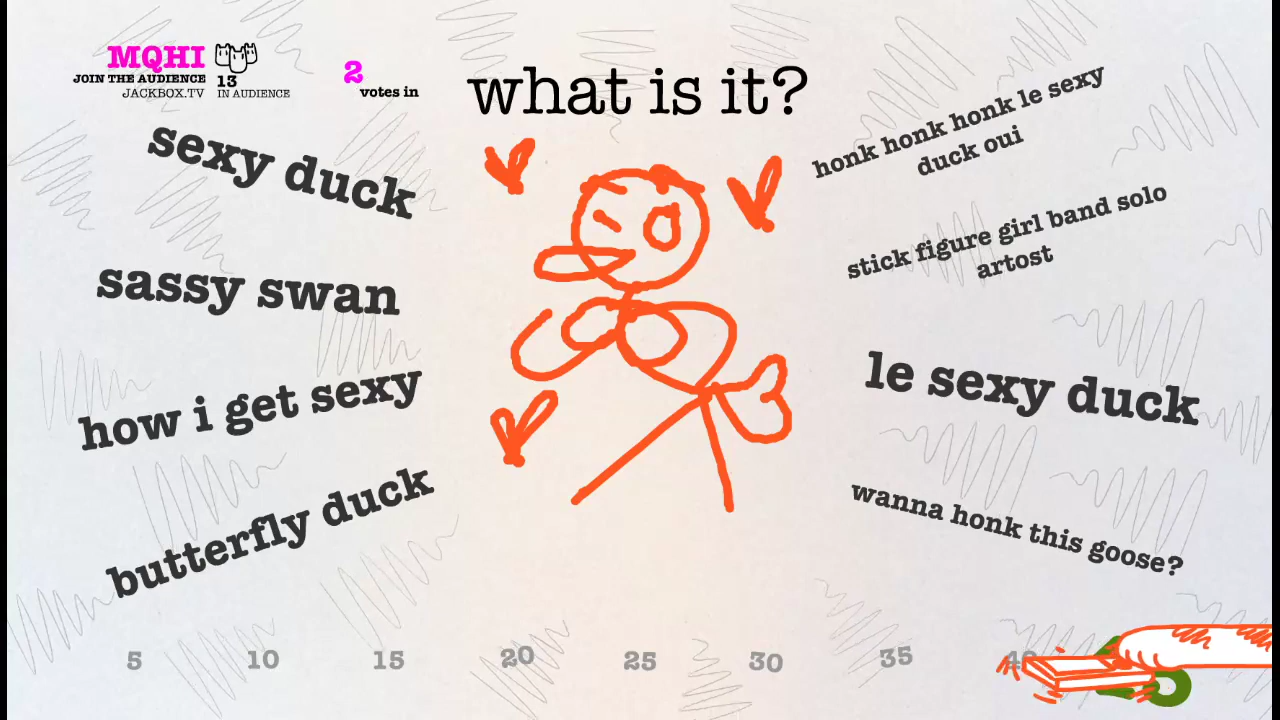 MQHI
JOIN THE AUDIENCE
JACKBOX.TV
13
IN AUDIENCE
2
votes in
what is it?
sexy duck
sassy swan
how i get sexy
butterfly duck
honk honk honk le sexy
duck oui
stick figure girl band solo
artost
le sexy duck
wanna honk this goose?
5 10 15 20 25 30 35 40